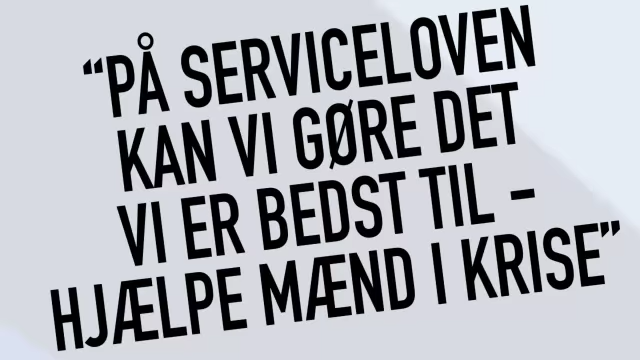 “PÅ SERVICELOVEN
KAN VI GØRE DET
VI ER BEDST TIL –
HJÆLPE MÆND I KRISE”